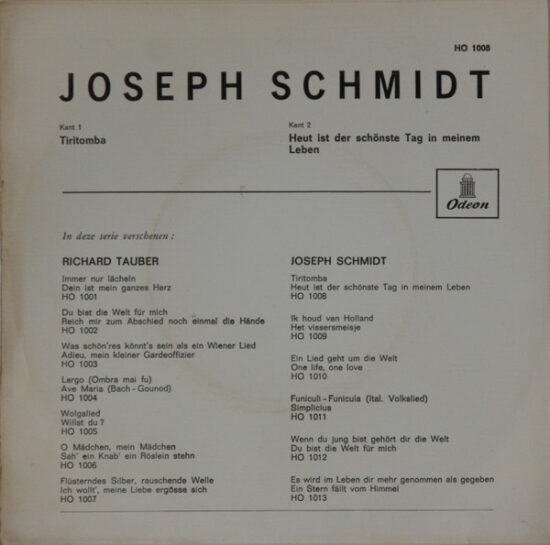 HO 1008
JOSEPH SCHMIDT
Kant 1
Tiritomba
Kant 2
Heut ist der schönste Tag in meinem
Leben
Odeon
In deze serie verschenen :
RICHARD TAUBER
Immer nur lächeln
Dein ist mein ganzes Herz
HO 1001
Du bist die Welt für mich
Reich mir zum Abschied noch einmal die Hände
HO 1002
Was schön'res könnt's sein als ein Wiener Lied
Adieu, mein kleiner Gardeoffizier
HO 1003
Largo (Ombra mai fu)
Ave Maria (Bach - Gounod)
HO 1004
Wolgalied
Willst du ?
HO 1005
O Mädchen, mein Mädchen
Sah' ein Knab' ein Röslein stehn
HO 1006
Flüsterndes Silber, rauschende Welle
Ich wollt', meine Liebe ergösse sich
HO 1007
JOSEPH SCHMIDT
Tiritomba
Heut ist der schönste Tag in meinem Leben
HO 1008
Ik houd van Holland
Het vissersmeisje
HO 1009
Ein Lied geht um die Welt
One life, one love
HO 1010
Funiculi - Funicula (Ital. Volkslied)
Simplicius
HO 1011
Wenn du jung bist gehört dir die Welt
Du bist die Welt für mich
HO 1012
Es wird im Leben dir mehr genommen als gegeben
Ein Stern fällt vom Himmel
HO 1013